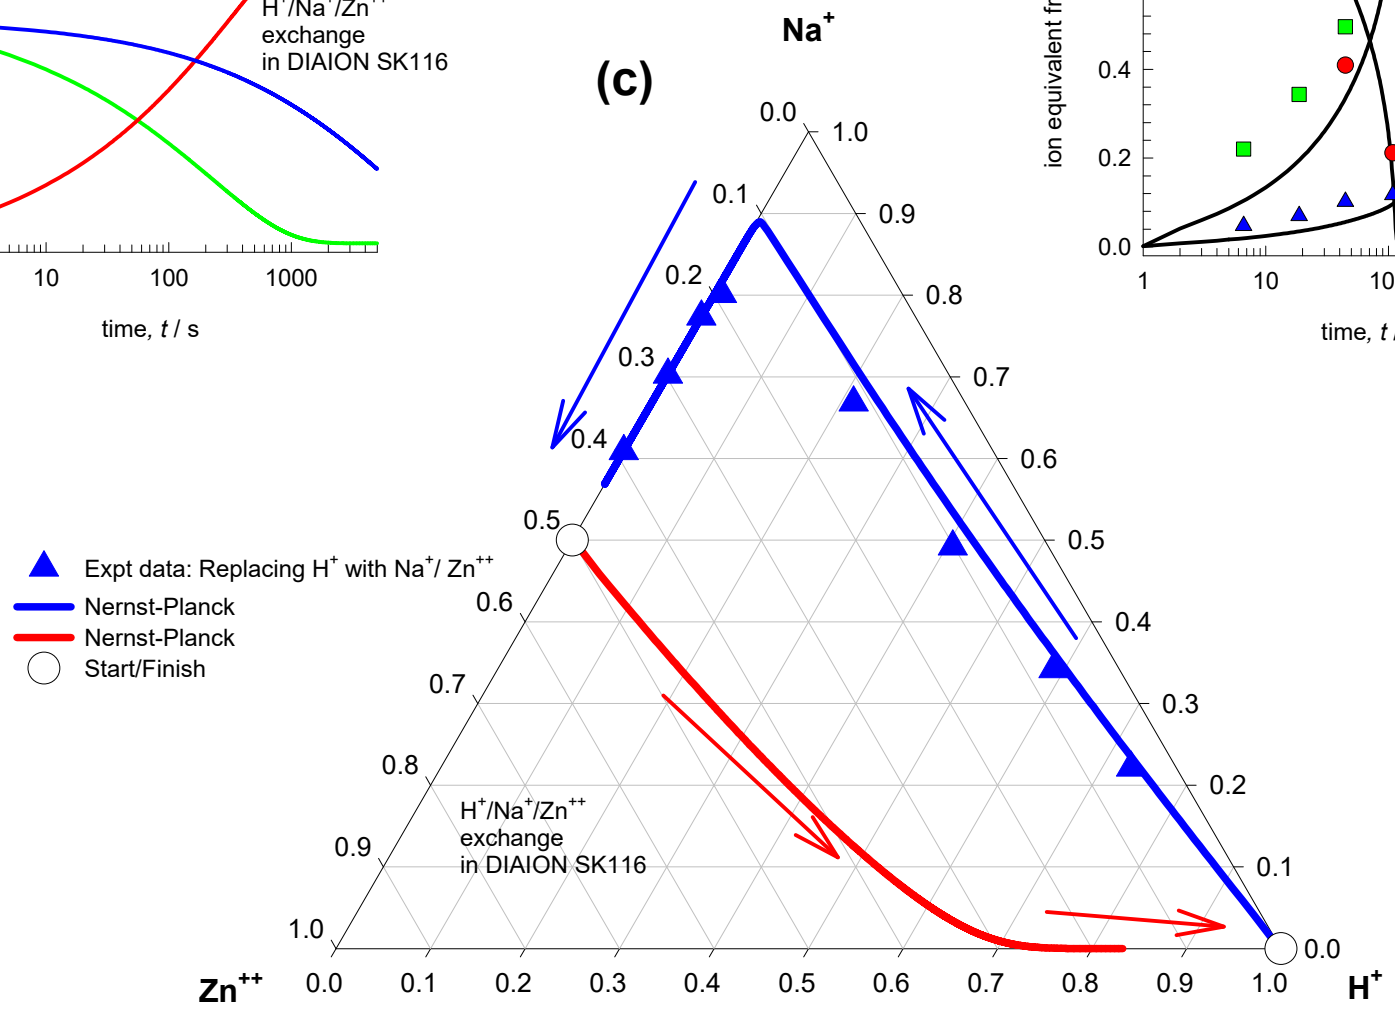 H⁺/Na⁺/Zn⁺⁺
exchange
in DIAION SK116
10
100
1000
time, t / s
(c)
Na⁺
0.0
0.1
0.2
0.3
0.4
0.5
0.6
0.7
0.8
0.9
1.0
1.0
0.9
0.8
0.7
0.6
0.5
0.4
0.3
0.2
0.1
0.0
Expt data: Replacing H⁺ with Na⁺/ Zn⁺⁺
Nernst-Planck
Nernst-Planck
Start/Finish
H⁺/Na⁺/Zn⁺⁺
exchange
in DIAION SK116
0.0 0.1 0.2 0.3 0.4 0.5 0.6 0.7 0.8 0.9 1.0
Zn⁺⁺
H⁺
ion equivalent
0.4
0.2
0.0
1
10
time, t